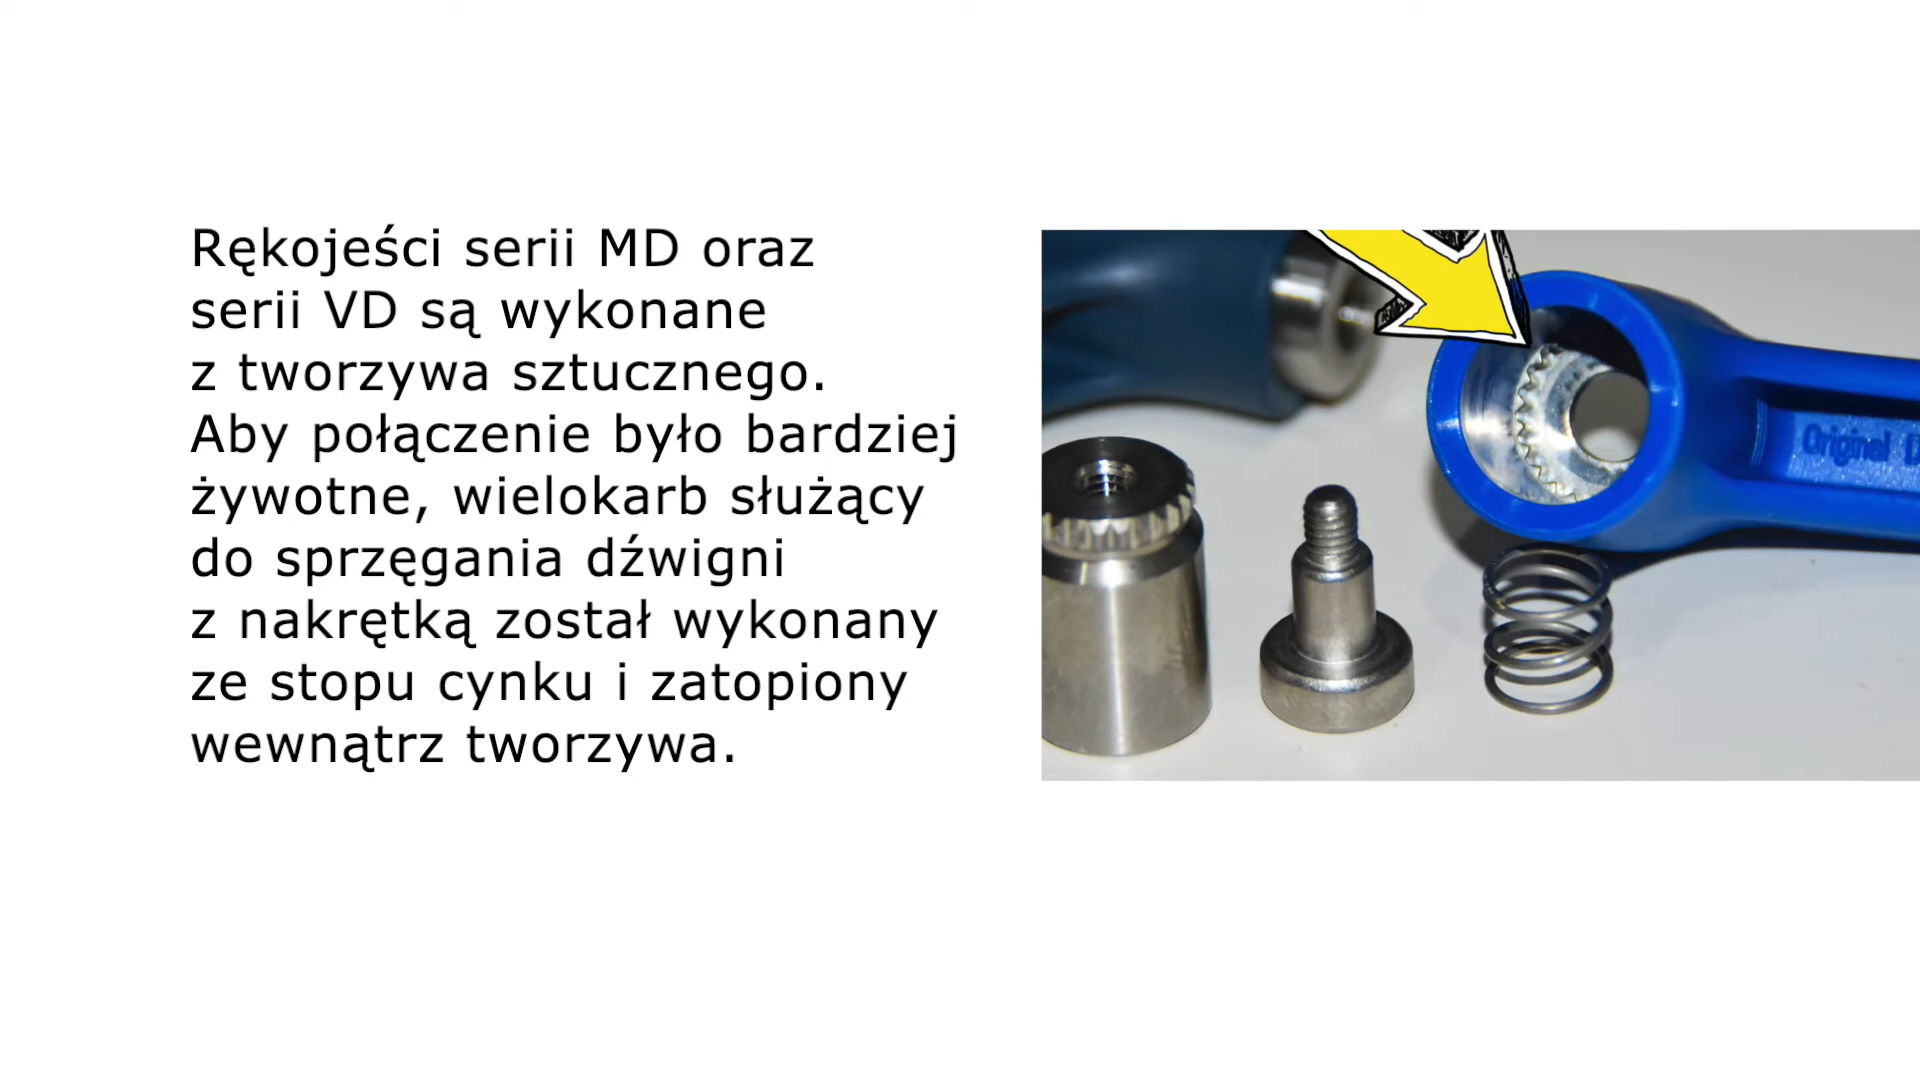 Rękojeści serii MD oraz
serii VD są wykonane
z tworzywa sztucznego.
Aby połączenie było bardziej
żywotne, wielokarb służący
do sprzęgania dźwigni
z nakrętką został wykonany
ze stopu cynku i zatopiony
wewnątrz tworzywa.
Original